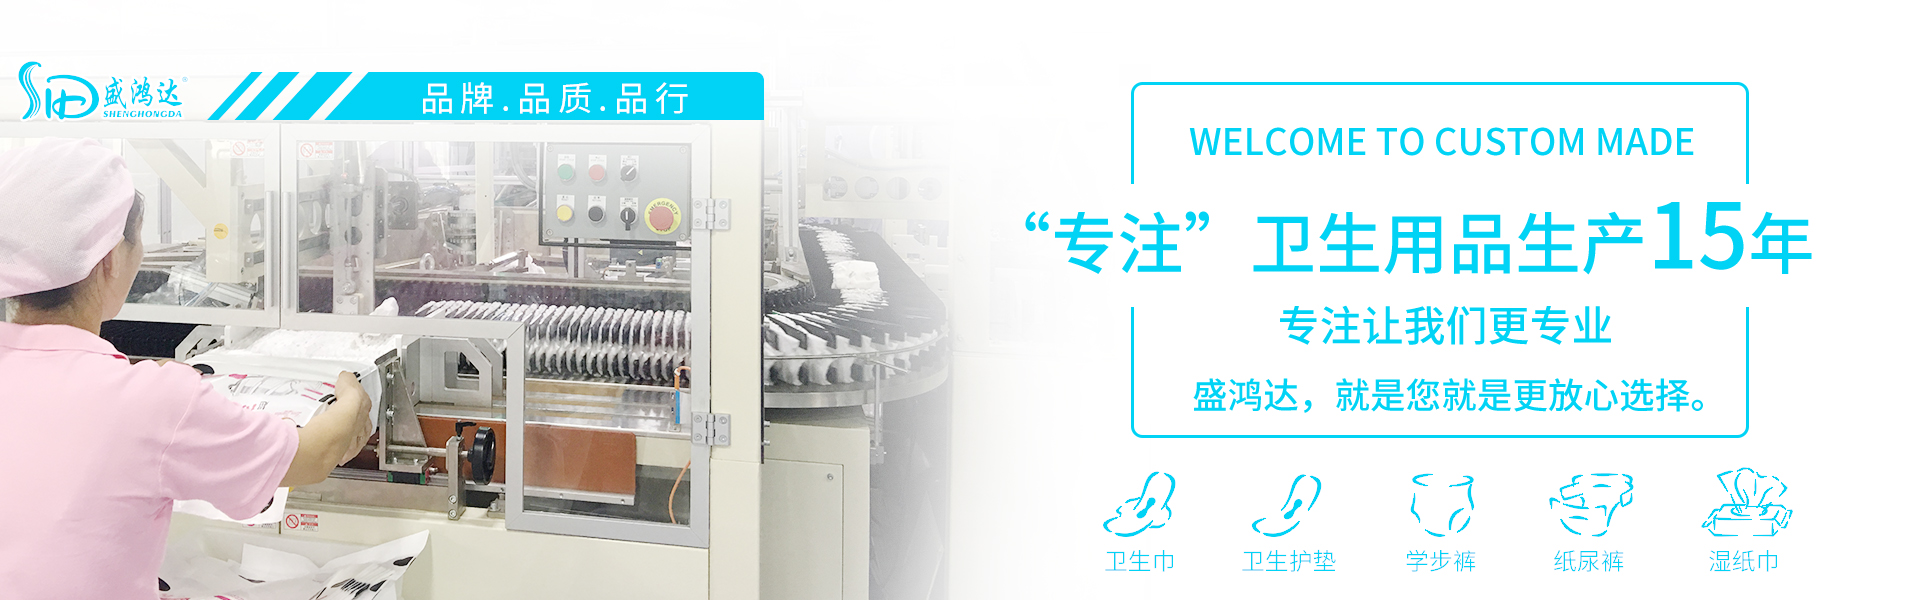 盛鸿达®
SHENGHONGDA
品牌.品质.品行
EMERGENCY
STOP
WELCOME TO CUSTOM MADE
“专注” 卫生用品生产15年
专注让我们更专业
盛鸿达，就是您就是更放心选择。
卫生巾 卫生护垫 学步裤 纸尿裤 湿纸巾